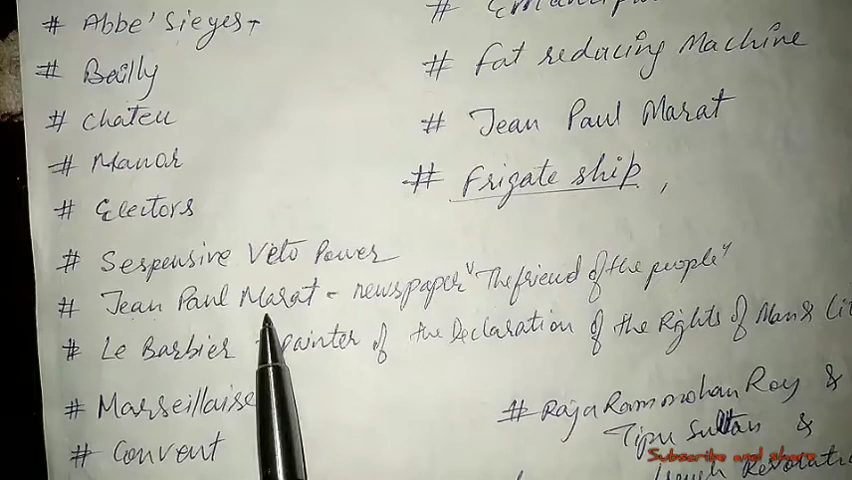 # Abbe' Sieyes -
# Bailly
# Chateu
# Manor
# Electors
# Sespensive Veto Power
# Jean Paul Marat - newspaper "The friend of the people"
# Le Barbier - painter of the Declaration of the Rights of Man &
# Marseillaise
# Convent
# Fat reducing Machine
# Jean Paul Marat
# Frigate ship,
# Raja Rammohan Roy &
Tipu Sultan &
Subscribe and share